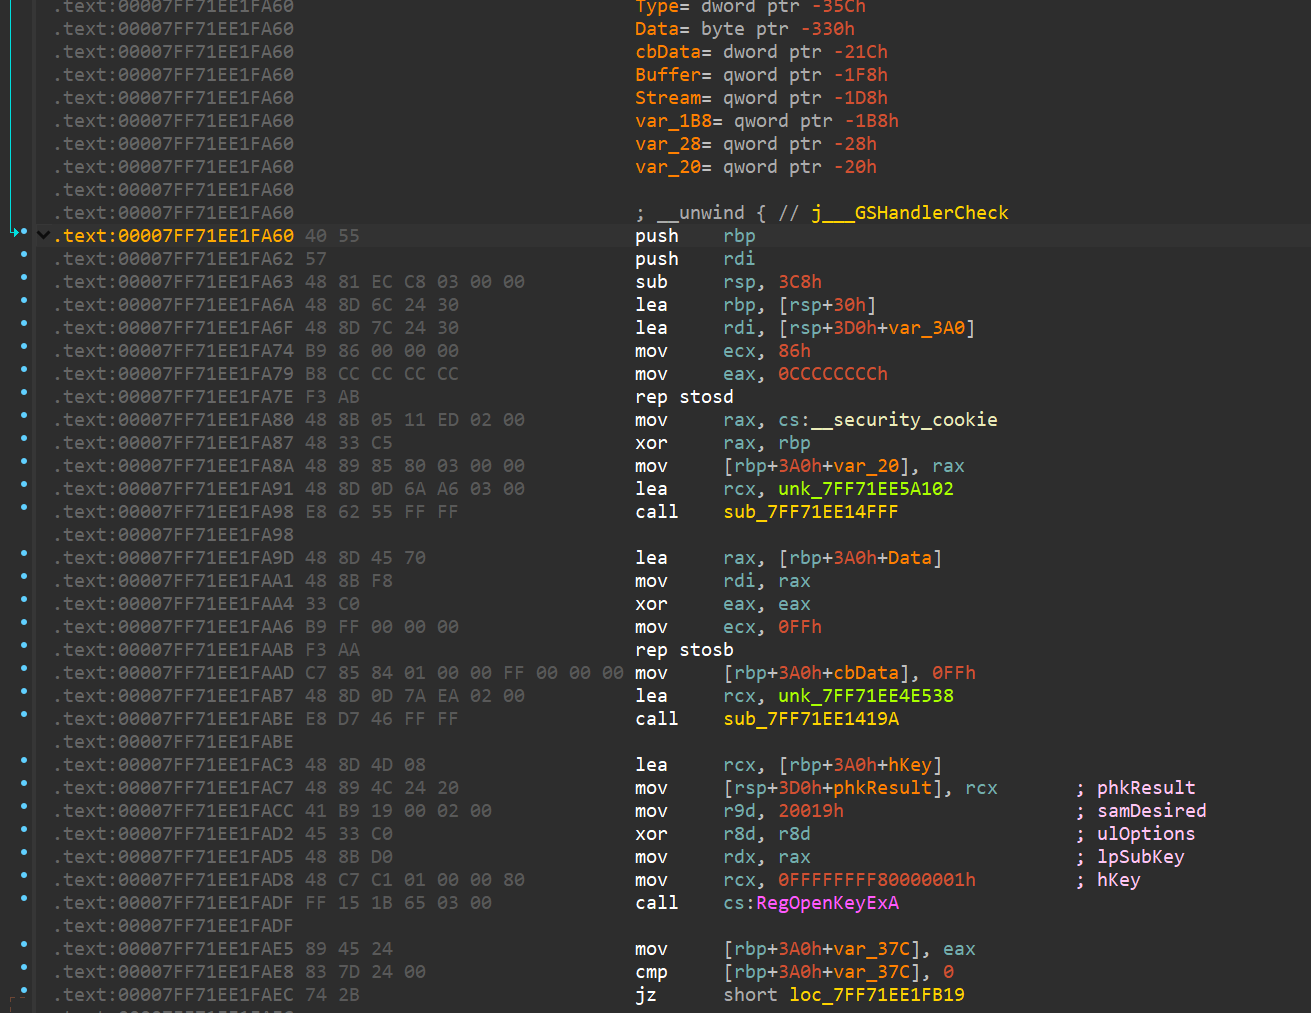 .text:00007FF71EE1FA60 Type= dword ptr -35Ch
.text:00007FF71EE1FA60 Data= byte ptr -330h
.text:00007FF71EE1FA60 cbData= dword ptr -21Ch
.text:00007FF71EE1FA60 Buffer= qword ptr -1F8h
.text:00007FF71EE1FA60 Stream= qword ptr -1D8h
.text:00007FF71EE1FA60 var_1B8= qword ptr -1B8h
.text:00007FF71EE1FA60 var_28= qword ptr -28h
.text:00007FF71EE1FA60 var_20= qword ptr -20h
.text:00007FF71EE1FA60
.text:00007FF71EE1FA60 ; __unwind { // j___GSHandlerCheck
.text:00007FF71EE1FA60 40 55 push rbp
.text:00007FF71EE1FA62 57 push rdi
.text:00007FF71EE1FA63 48 81 EC C8 03 00 00 sub rsp, 3C8h
.text:00007FF71EE1FA6A 48 8D 6C 24 30 lea rbp, [rsp+30h]
.text:00007FF71EE1FA6F 48 8D 7C 24 30 lea rdi, [rsp+3D0h+var_3A0]
.text:00007FF71EE1FA74 B9 86 00 00 00 mov ecx, 86h
.text:00007FF71EE1FA79 B8 CC CC CC CC mov eax, 0CCCCCCCCh
.text:00007FF71EE1FA7E F3 AB rep stosd
.text:00007FF71EE1FA80 48 8B 05 11 ED 02 00 mov rax, cs:__security_cookie
.text:00007FF71EE1FA87 48 33 C5 xor rax, rbp
.text:00007FF71EE1FA8A 48 89 85 80 03 00 00 mov [rbp+3A0h+var_20], rax
.text:00007FF71EE1FA91 48 8D 0D 6A A6 03 00 lea rcx, unk_7FF71EE5A102
.text:00007FF71EE1FA98 E8 62 55 FF FF call sub_7FF71EE14FFF
.text:00007FF71EE1FA98
.text:00007FF71EE1FA9D 48 8D 45 70 lea rax, [rbp+3A0h+Data]
.text:00007FF71EE1FAA1 48 8B F8 mov rdi, rax
.text:00007FF71EE1FAA4 33 C0 xor eax, eax
.text:00007FF71EE1FAA6 B9 FF 00 00 00 mov ecx, 0FFh
.text:00007FF71EE1FAAB F3 AA rep stosb
.text:00007FF71EE1FAAD C7 85 84 01 00 00 FF 00 00 00 mov [rbp+3A0h+cbData], 0FFh
.text:00007FF71EE1FAB7 48 8D 0D 7A EA 02 00 lea rcx, unk_7FF71EE4E538
.text:00007FF71EE1FABE E8 D7 46 FF FF call sub_7FF71EE1419A
.text:00007FF71EE1FABE
.text:00007FF71EE1FAC3 48 8D 4D 08 lea rcx, [rbp+3A0h+hKey]
.text:00007FF71EE1FAC7 48 89 4C 24 20 mov [rsp+3D0h+phkResult], rcx ; phkResult
.text:00007FF71EE1FACC 41 B9 19 00 02 00 mov r9d, 20019h ; samDesired
.text:00007FF71EE1FAD2 45 33 C0 xor r8d, r8d ; ulOptions
.text:00007FF71EE1FAD5 48 8B D0 mov rdx, rax ; lpSubKey
.text:00007FF71EE1FAD8 48 C7 C1 01 00 00 80 mov rcx, 0FFFFFFFF80000001h ; hKey
.text:00007FF71EE1FADF FF 15 1B 65 03 00 call cs:RegOpenKeyExA
.text:00007FF71EE1FADF
.text:00007FF71EE1FAE5 89 45 24 mov [rbp+3A0h+var_37C], eax
.text:00007FF71EE1FAE8 83 7D 24 00 cmp [rbp+3A0h+var_37C], 0
.text:00007FF71EE1FAEC 74 2B jz short loc_7FF71EE1FB19